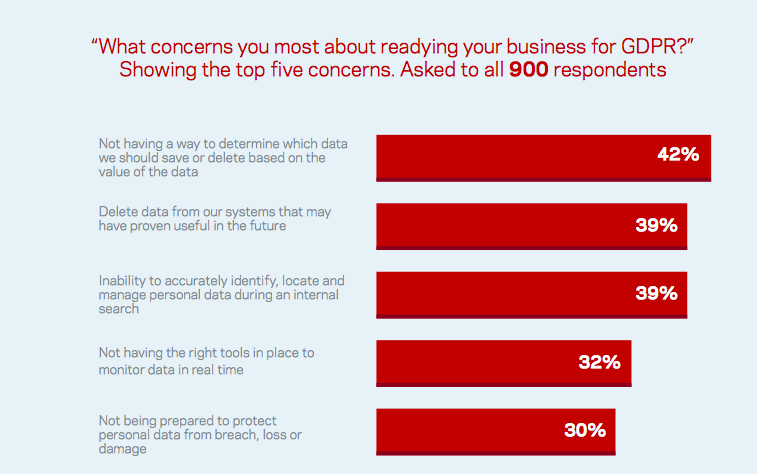 “What concerns you most about readying your business for GDPR?”
Showing the top five concerns. Asked to all 900 respondents
Not having a way to determine which data
we should save or delete based on the
value of the data
42%
Delete data from our systems that may
have proven useful in the future
39%
Inability to accurately identify, locate and
manage personal data during an internal
search
39%
Not having the right tools in place to
monitor data in real time
32%
Not being prepared to protect
personal data from breach, loss or
damage
30%